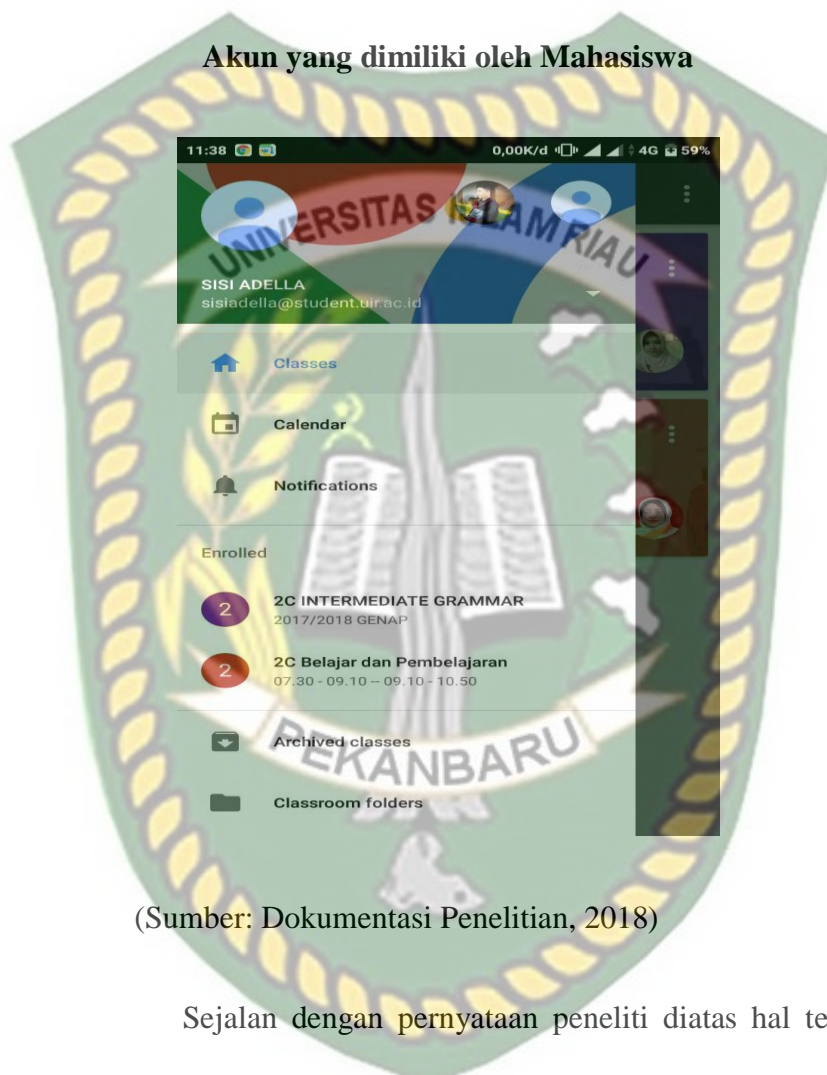 Akun yang dimiliki oleh Mahasiswa
11:38 0,00K/d 4G 59%
UNIVERSITAS ISLAM RIAU
SISI ADELLA
sisiadella@student.uir.ac.id
Classes
Calendar
Notifications
Enrolled
2 2C INTERMEDIATE GRAMMAR
2017/2018 GENAP
2 2C Belajar dan Pembelajaran
07.30 - 09.10 -- 09.10 - 10.50
Archived classes
PEKANBARU
Classroom folders
(Sumber: Dokumentasi Penelitian, 2018)
Sejalan dengan pernyataan peneliti diatas hal te